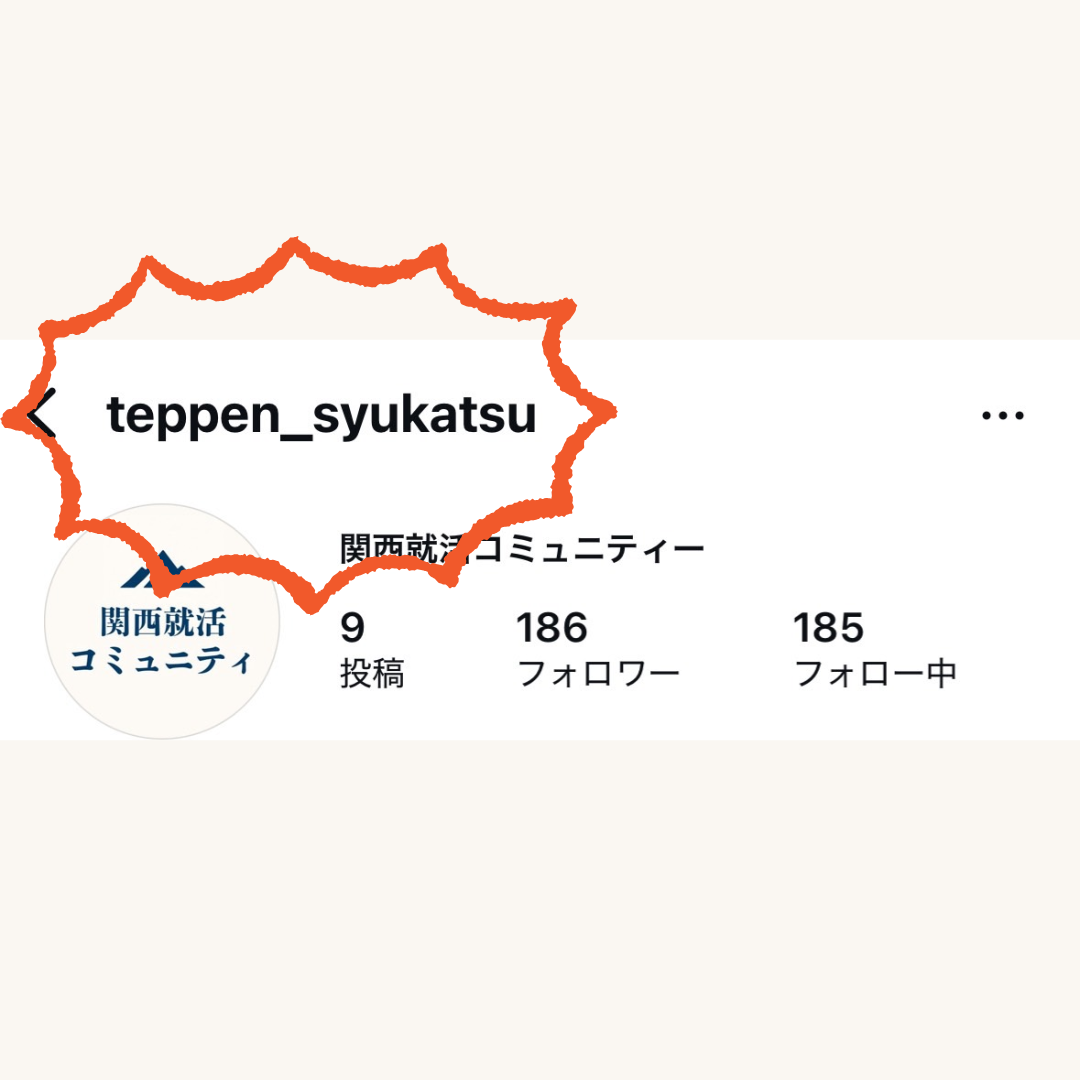 teppen_syukatsu
関西就活コミュニティー
9 186 185
投稿 フォロワー フォロー中
関西就活
コミュニティ